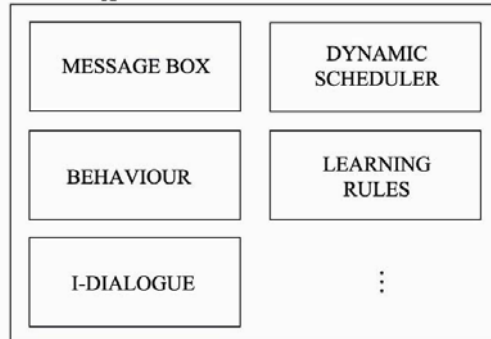 MESSAGE BOX
DYNAMIC
SCHEDULER
BEHAVIOUR
LEARNING
RULES
I-DIALOGUE
⋮